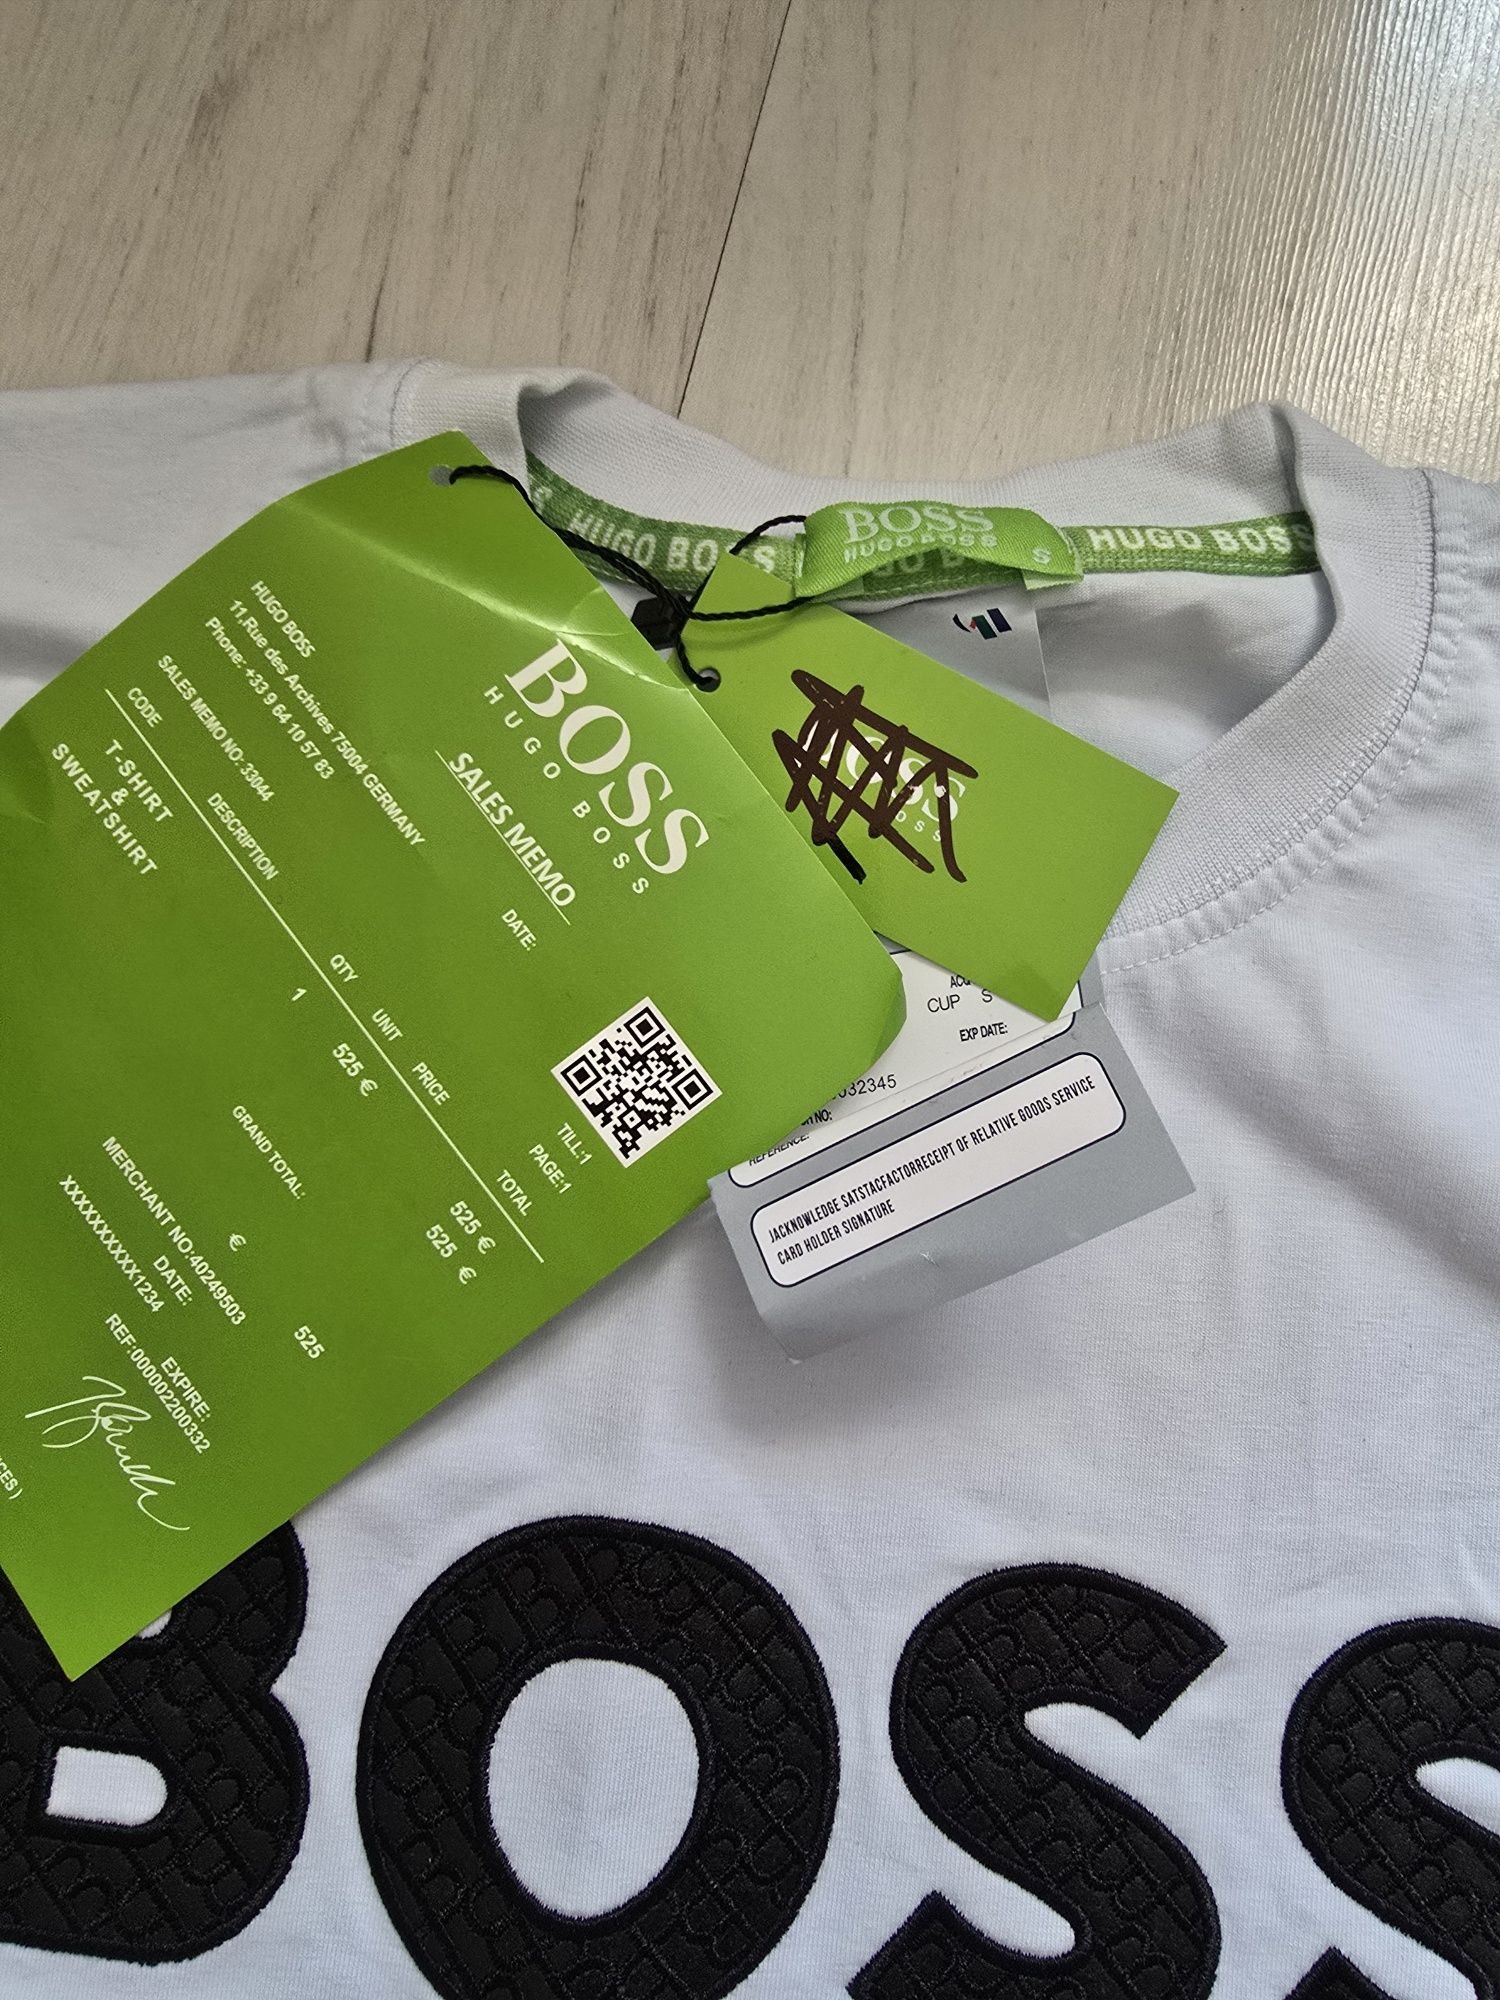 BOSS
HUGO BOSS
SALES MEMO
DATE:
HUGO BOSS
11,Rue des Archives 75004 GERMANY
Phone: +33 9 64 10 57 83
SALES MEMO NO: 33044
CODE DESCRIPTION QTY UNIT PRICE TOTAL
T-SHIRT
&
SWEATSHIRT
1 525 € 525 €
525 €
GRAND TOTAL:
€ 525
TILL:1
PAGE:1
MERCHANT NO:40249503
DATE: EXPIRE:
XXXXXXXXXX1234 REF:000002200332
HUGO BOSS
BOSS
HUGO BOSS
S
HUGO BOSS
CUP S
EXP DATE:
032345
NO:
REFERENCE:
JACKNOWLEDGE SATSTACFACTORRECEIPT OF RELATIVE GOODS SERVICE
CARD HOLDER SIGNATURE
BOSS